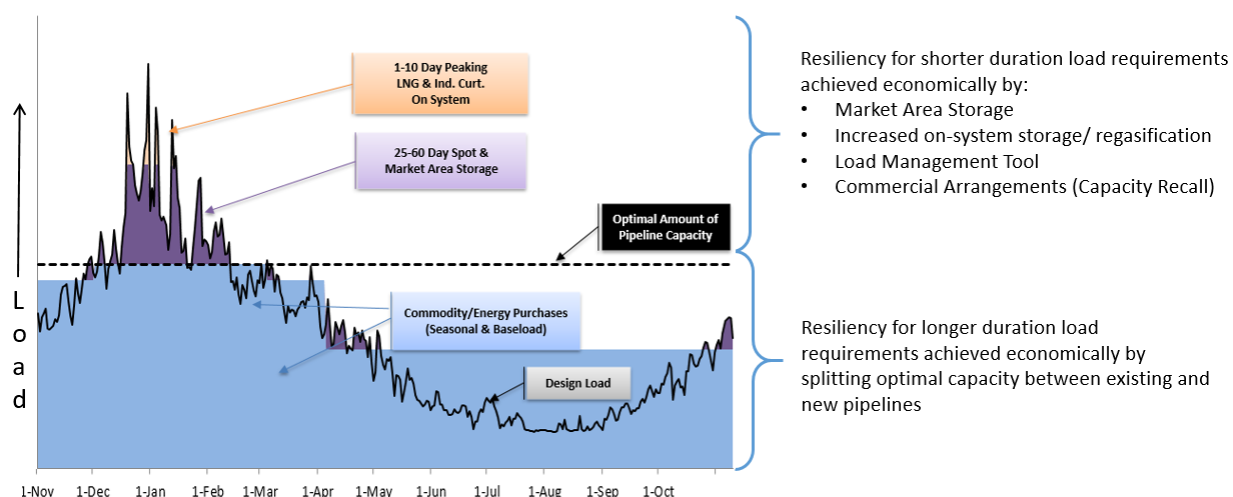 1-10 Day Peaking
LNG & Ind. Curt.
On System
25-60 Day Spot &
Market Area Storage
Optimal Amount of
Pipeline Capacity
Commodity/Energy Purchases
(Seasonal & Baseload)
Design Load
Load
1-Nov 1-Dec 1-Jan 1-Feb 1-Mar 1-Apr 1-May 1-Jun 1-Jul 1-Aug 1-Sep 1-Oct
Resiliency for shorter duration load requirements
achieved economically by:
• Market Area Storage
• Increased on-system storage/ regasification
• Load Management Tool
• Commercial Arrangements (Capacity Recall)
Resiliency for longer duration load
requirements achieved economically by
splitting optimal capacity between existing and
new pipelines